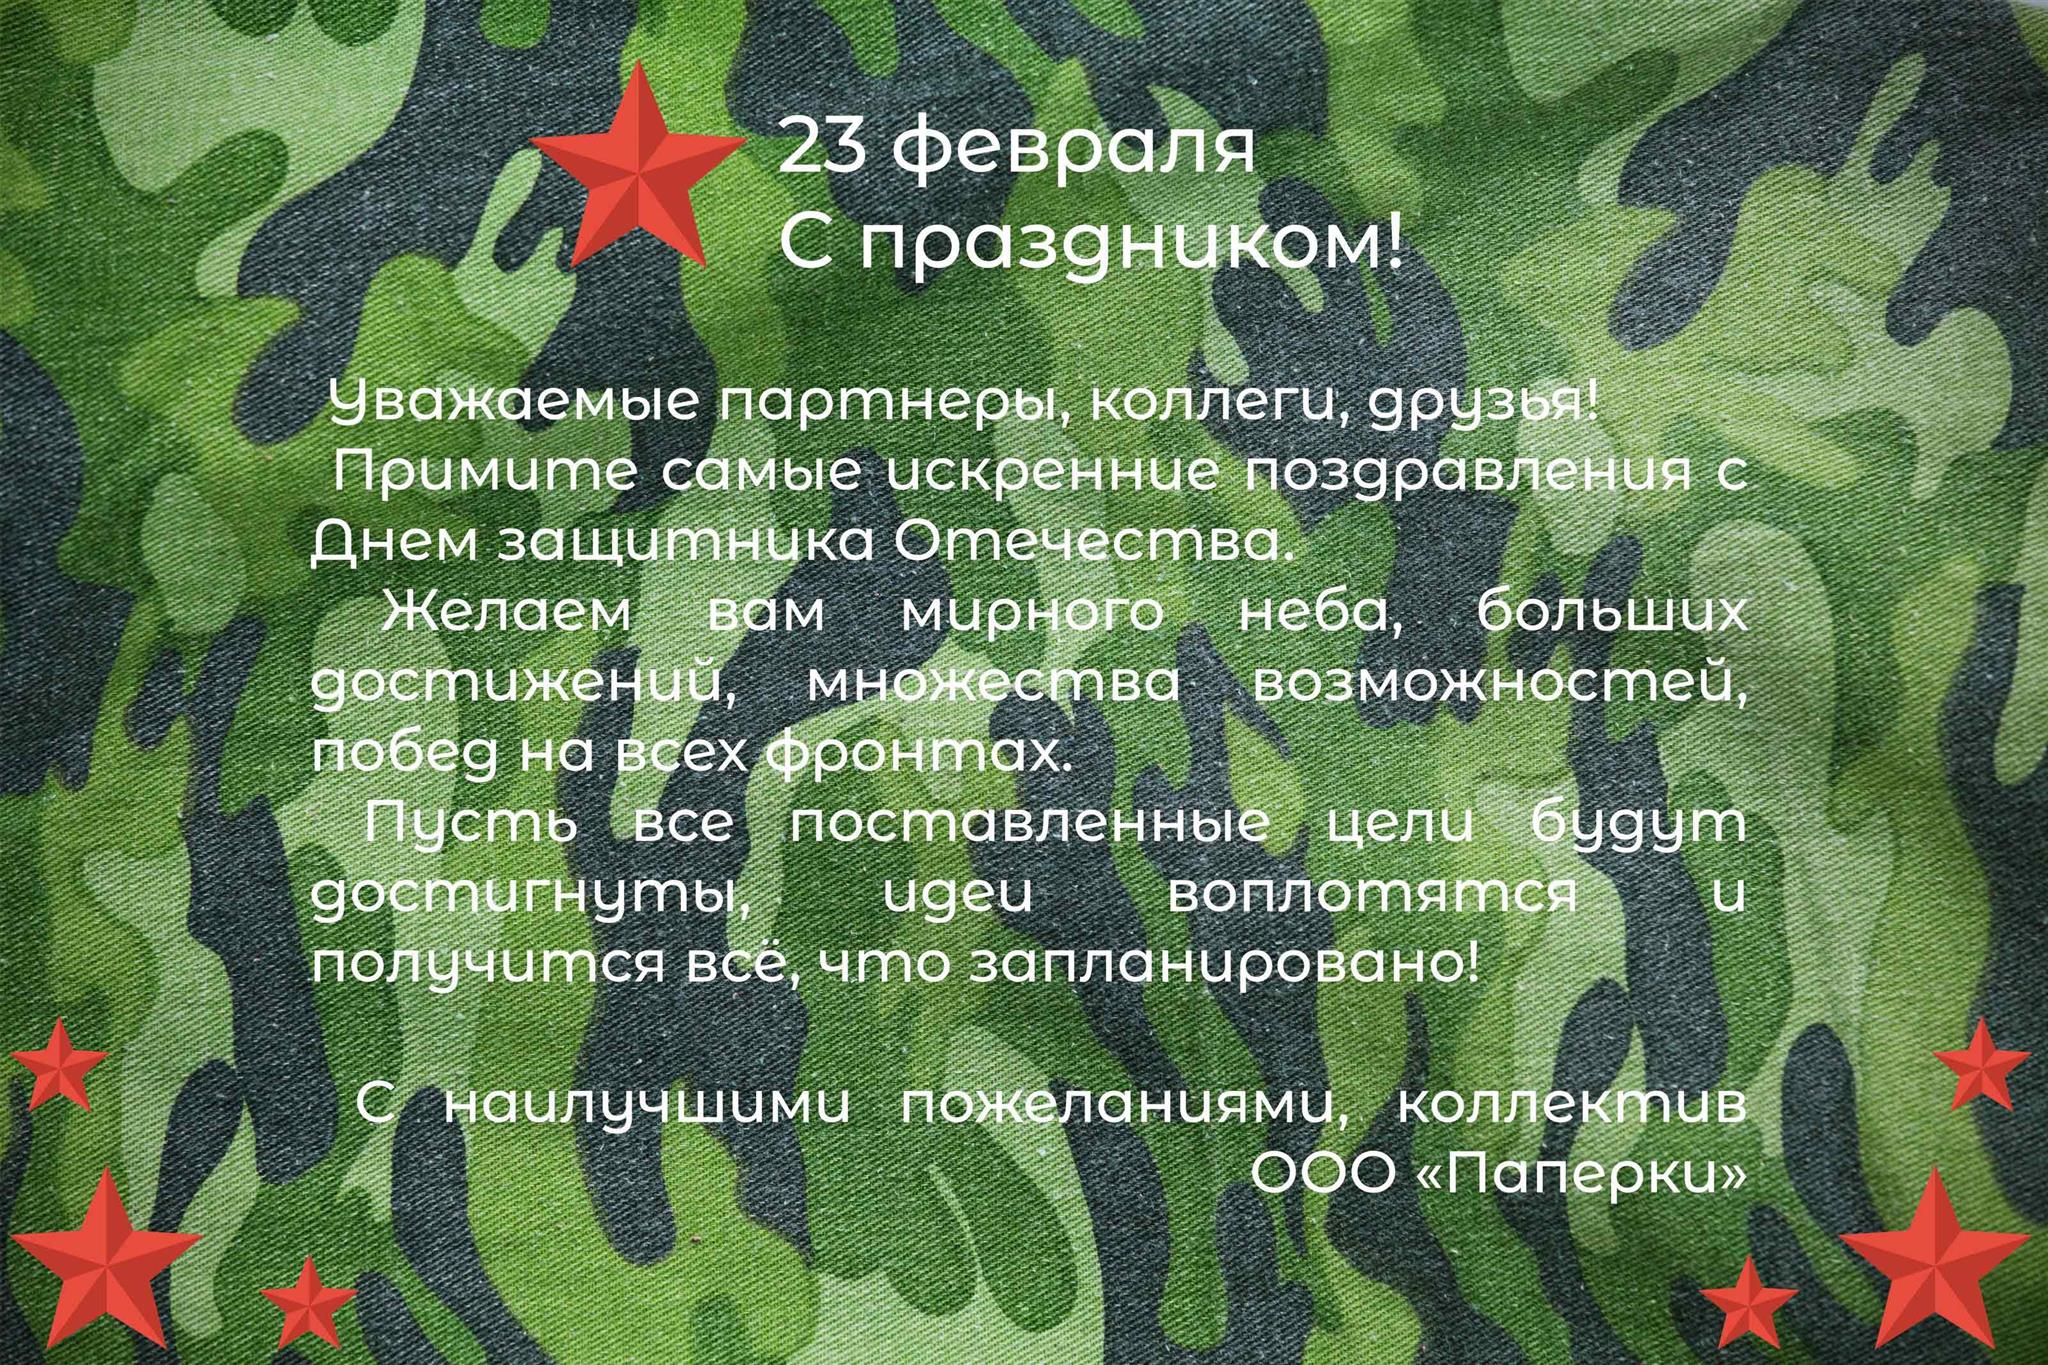 23 февраля
С праздником!
Уважаемые партнеры, коллеги, друзья!
Примите самые искренние поздравления с
Днем защитника Отечества.
Желаем вам мирного неба, больших
достижений, множества возможностей,
побед на всех фронтах.
Пусть все поставленные цели будут
достигнуты, идеи воплотятся и
получится всё, что запланировано!
С наилучшими пожеланиями, коллектив
ООО «Паперки»